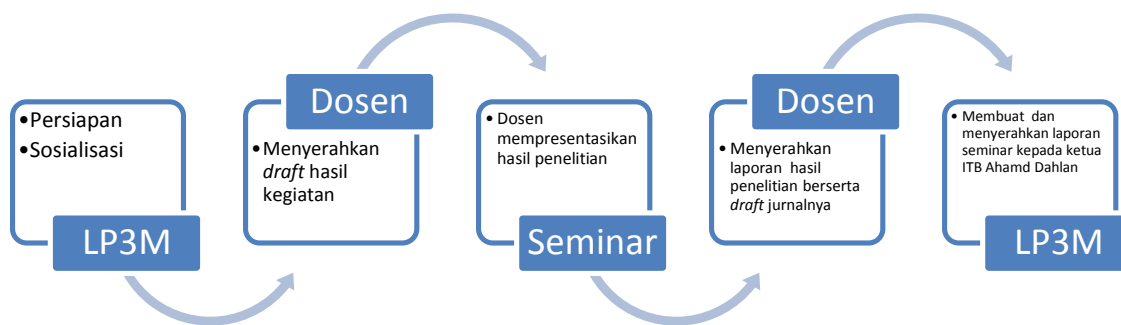 •Persiapan
•Sosialisasi
LP3M
Dosen
•Menyerahkan
draft hasil
kegiatan
•Dosen
mempresentasikan
hasil penelitian
Seminar
Dosen
•Menyerahkan
laporan hasil
penelitian berserta
draft jurnalnya
•Membuat dan
menyerahkan laporan
seminar kepada ketua
ITB Ahamd Dahlan
LP3M